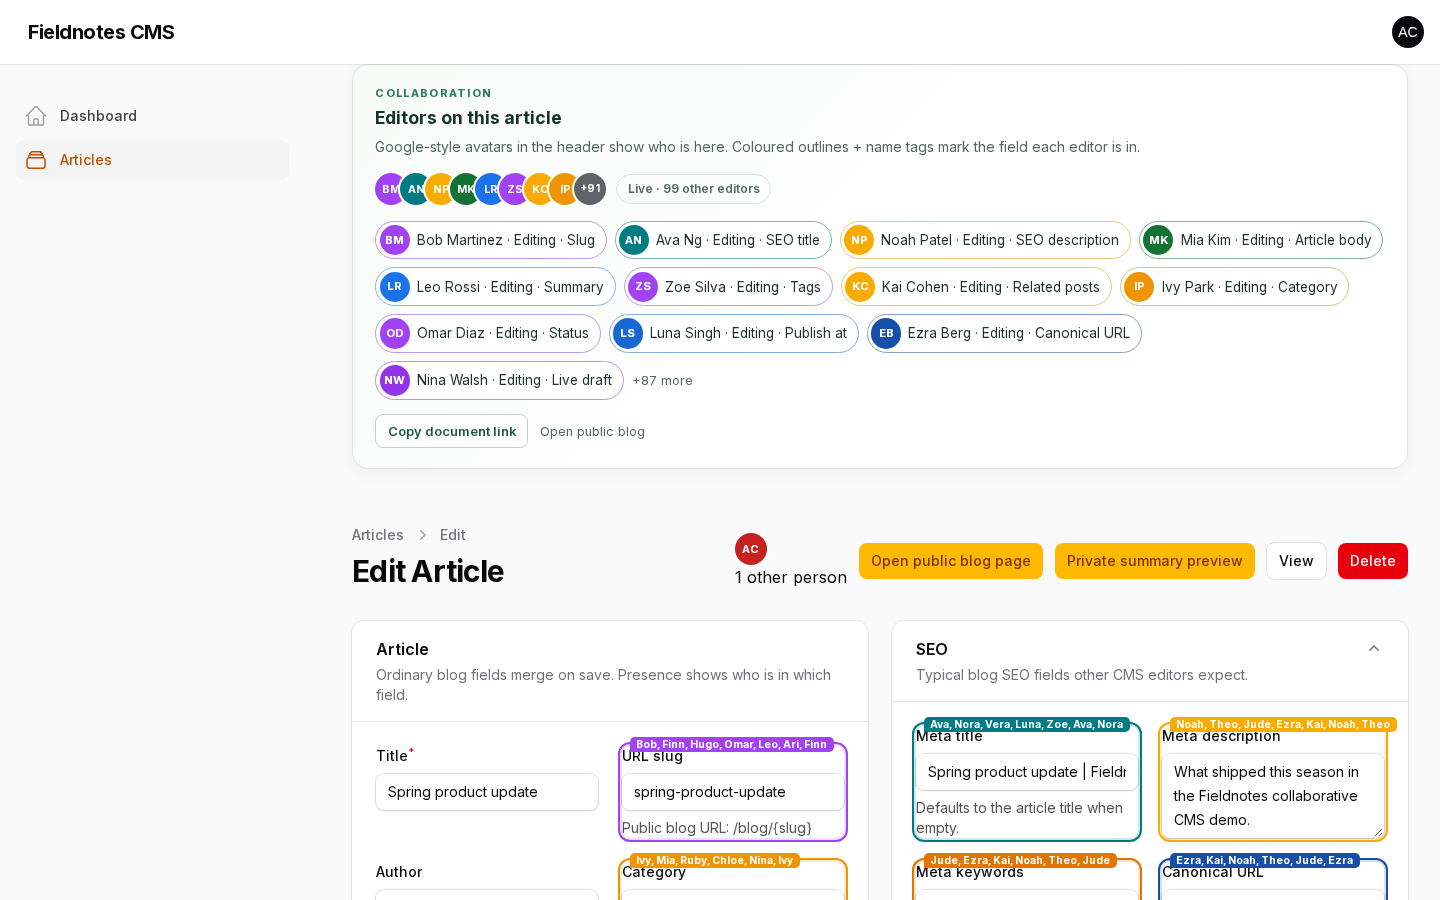 Fieldnotes CMS
AC
Dashboard
Articles
COLLABORATION
Editors on this article
Google-style avatars in the header show who is here. Coloured outlines + name tags mark the field each editor is in.
BM AN NP MK LR ZS KC IP +91 Live · 99 other editors
BM Bob Martinez · Editing · Slug AN Ava Ng · Editing · SEO title NP Noah Patel · Editing · SEO description MK Mia Kim · Editing · Article body
LR Leo Rossi · Editing · Summary ZS Zoe Silva · Editing · Tags KC Kai Cohen · Editing · Related posts IP Ivy Park · Editing · Category
OD Omar Diaz · Editing · Status LS Luna Singh · Editing · Publish at EB Ezra Berg · Editing · Canonical URL
NW Nina Walsh · Editing · Live draft +87 more
Copy document link Open public blog
Articles Edit
Edit Article
AC
1 other person
Open public blog page Private summary preview View Delete
Article
Ordinary blog fields merge on save. Presence shows who is in which
field.
Title*
Spring product update
Bob, Finn, Hugo, Omar, Leo, Ari, Finn
URL slug
spring-product-update
Public blog URL: /blog/{slug}
Author
Ivy, Mia, Ruby, Chloe, Nina, Ivy
Category
SEO
Typical blog SEO fields other CMS editors expect.
Ava, Nora, Vera, Luna, Zoe, Ava, Nora
Meta title
Spring product update | Fieldn
Defaults to the article title when
empty.
Noah, Theo, Jude, Ezra, Kai, Noah, Theo
Meta description
What shipped this season in
the Fieldnotes collaborative
CMS demo.
Jude, Ezra, Kai, Noah, Theo, Jude
Meta keywords
Ezra, Kai, Noah, Theo, Jude, Ezra
Canonical URL